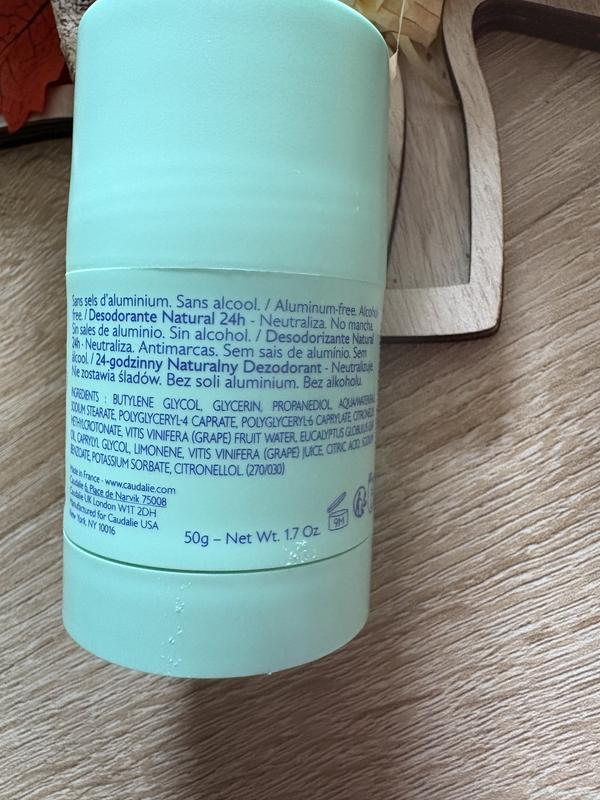 Sans sels d'aluminium. Sans alcool. / Aluminum-free. Alcohol
free. / Desodorante Natural 24h - Neutraliza. No mancha.
Sin sales de aluminio. Sin alcohol. / Desodorizante Natural
24h - Neutraliza. Antimarcas. Sem sais de alumínio. Sem
álcool. / 24-godzinny Naturalny Dezodorant - Neutralizuje.
Nie zostawia śladów. Bez soli aluminium. Bez alkoholu.
INGREDIENTS : BUTYLENE GLYCOL, GLYCERIN, PROPANEDIOL, AQUA/WATER/EAU,
SODIUM STEARATE, POLYGLYCERYL-4 CAPRATE, POLYGLYCERYL-6 CAPRYLATE,
METHYLCROTONATE, VITIS VINIFERA (GRAPE) FRUIT WATER, EUCALYPTUS GLOBULUS LEAF
OIL, CAPRYLYL GLYCOL, LIMONENE, VITIS VINIFERA (GRAPE) JUICE, CITRIC ACID, SODIUM
BENZOATE, POTASSIUM SORBATE, CITRONELLOL. (270/030)
Made in France - www.caudalie.com
Caudalie 6, Place de Narvik 75008
Caudalie UK London W1T 2DH
Manufactured for Caudalie USA
New York, NY 10016
50g – Net Wt. 1.7 Oz.
9M